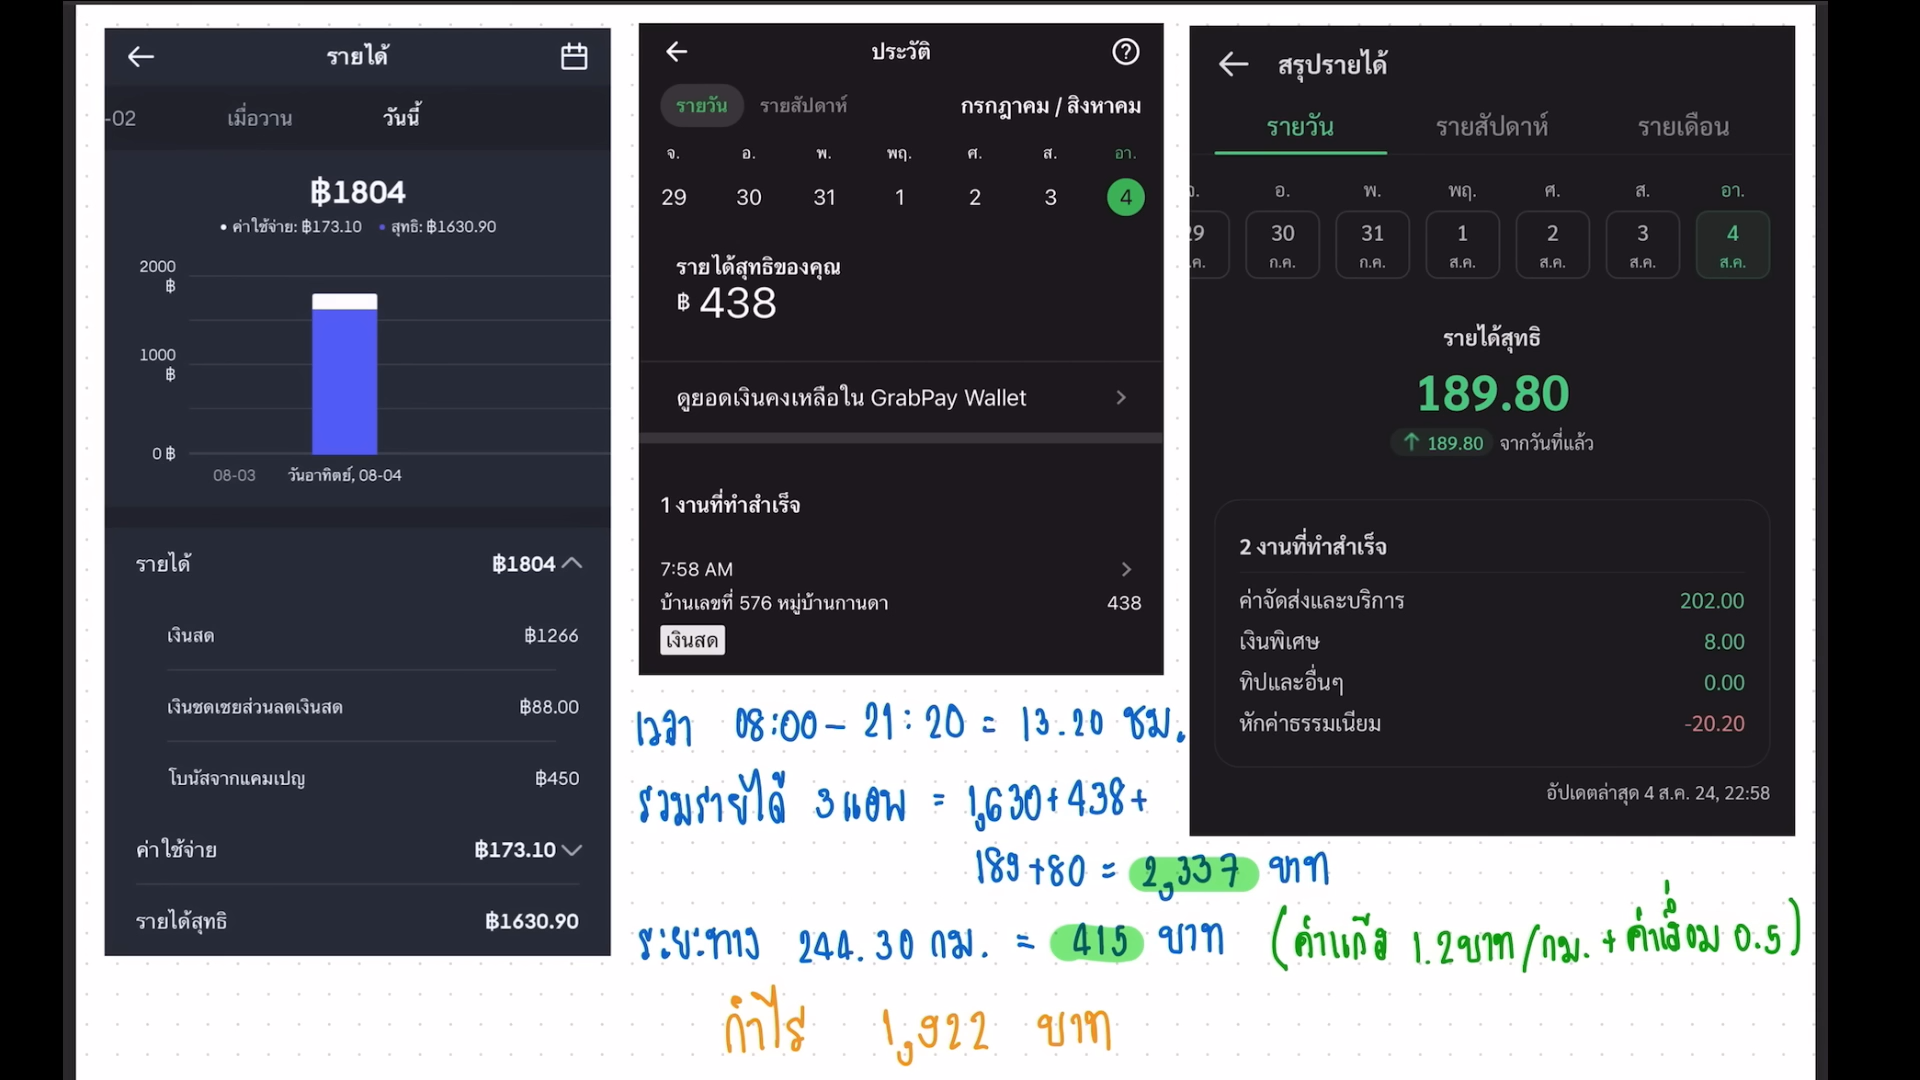 รายได้
-02 เมื่อวาน วันนี้
฿1804
• ค่าใช้จ่าย: ฿173.10 • สุทธิ: ฿1630.90
2000
฿
1000
฿
0 ฿
08-03 วันอาทิตย์, 08-04
รายได้ ฿1804
เงินสด ฿1266
เงินชดเชยส่วนลดเงินสด ฿88.00
โบนัสจากแคมเปญ ฿450
ค่าใช้จ่าย ฿173.10
รายได้สุทธิ ฿1630.90
ประวัติ
รายวัน รายสัปดาห์ กรกฎาคม / สิงหาคม
จ. อ. พ. พฤ. ศ. ส. อา.
29 30 31 1 2 3 4
รายได้สุทธิของคุณ
฿ 438
ดูยอดเงินคงเหลือใน GrabPay Wallet
1 งานที่ทำสำเร็จ
7:58 AM
บ้านเลขที่ 576 หมู่บ้านกานดา 438
เงินสด
สรุปรายได้
รายวัน รายสัปดาห์ รายเดือน
จ. อ. พ. พฤ. ศ. ส. อา.
29 30 31 1 2 3 4
ก.ค. ก.ค. ก.ค. ส.ค. ส.ค. ส.ค. ส.ค.
รายได้สุทธิ
189.80
↑ 189.80 จากวันที่แล้ว
2 งานที่ทำสำเร็จ
ค่าจัดส่งและบริการ 202.00
เงินพิเศษ 8.00
ทิปและอื่นๆ 0.00
หักค่าธรรมเนียม -20.20
อัปเดตล่าสุด 4 ส.ค. 24, 22:58
เวลา 08:00 - 21:20 = 13.20 ชม.
รวมรายได้ 3 แอพ = 1,630+438+
189+80 = 2,337 บาท
ระยะทาง 244.30 กม. = 415 บาท (ค่าแก๊ส 1.2บาท/กม. + ค่าเสื่อม 0.5)
กำไร 1,922 บาท